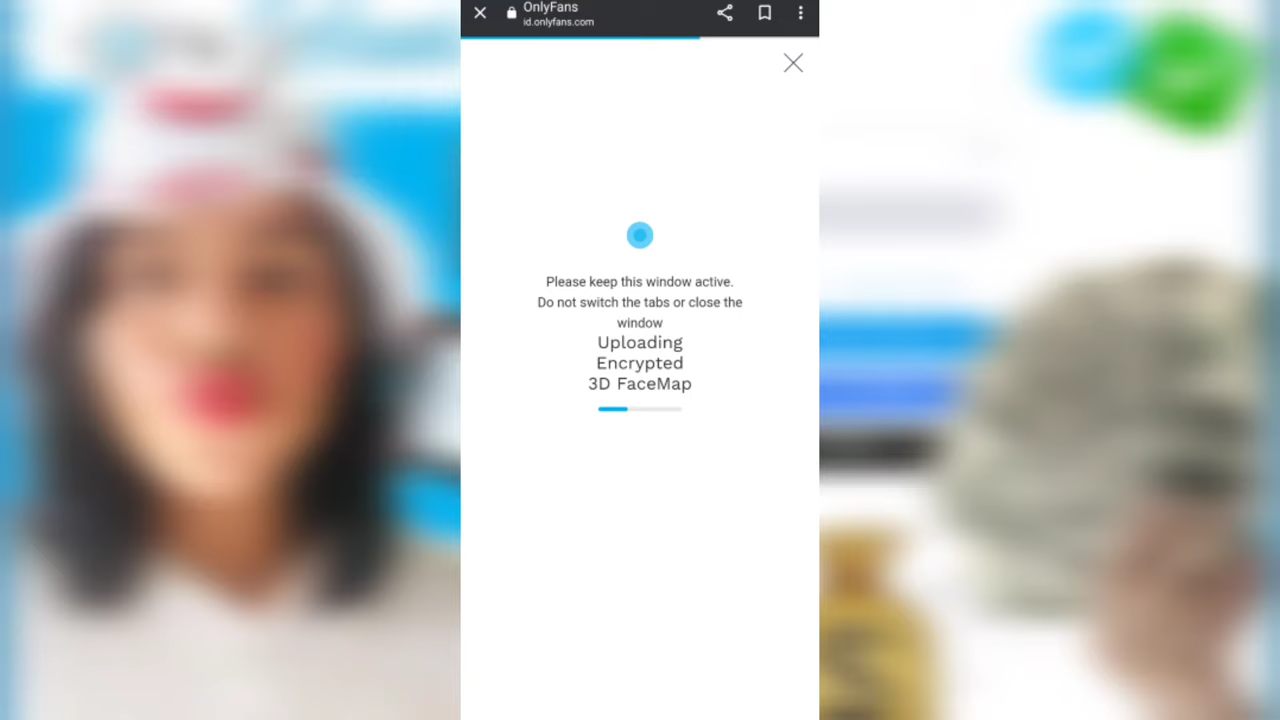 OnlyFans
id.onlyfans.com
Please keep this window active.
Do not switch the tabs or close the
window
Uploading
Encrypted
3D FaceMap